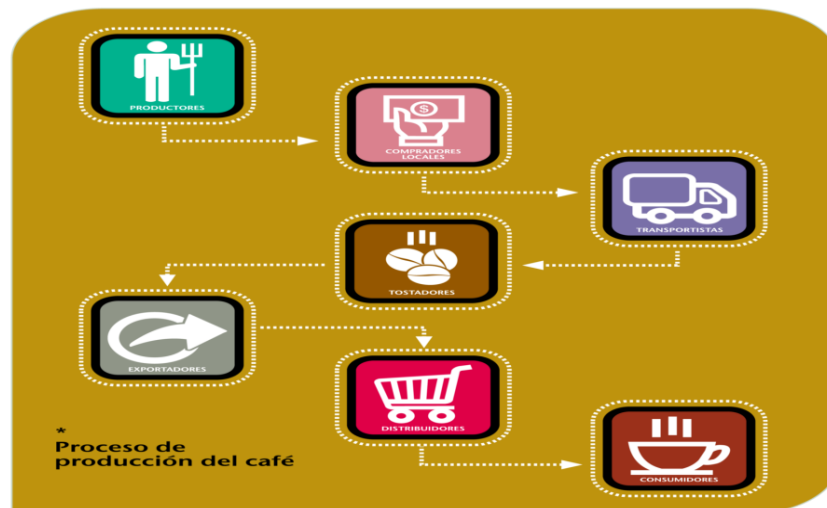 PRODUCTORES
COMPRADORES
LOCALES
TRANSPORTISTAS
TOSTADORES
EXPORTADORES
DISTRIBUIDORES
CONSUMIDORES
*
Proceso de
producción del café